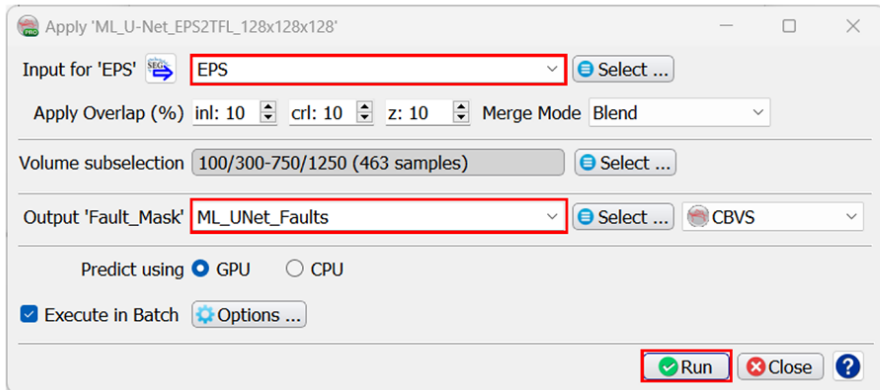 Apply 'ML_U-Net_EPS2TFL_128x128x128'
Input for 'EPS' SEG EPS Select ...
Apply Overlap (%) inl: 10 crl: 10 z: 10 Merge Mode Blend
Volume subselection 100/300-750/1250 (463 samples) Select ...
Output 'Fault_Mask' ML_UNet_Faults Select ... CBVS
Predict using GPU CPU
Execute in Batch Options ...
Run Close ?